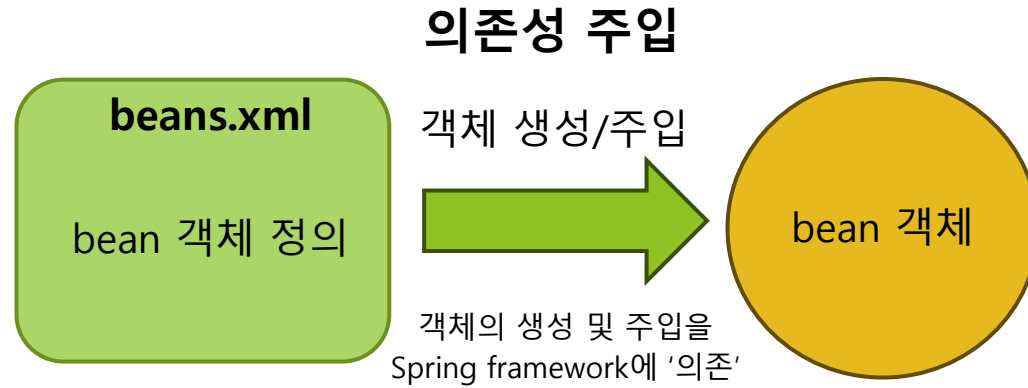 의존성 주입
beans.xml
bean 객체 정의
객체 생성/주입
객체의 생성 및 주입을
Spring framework에 ‘의존’
bean 객체